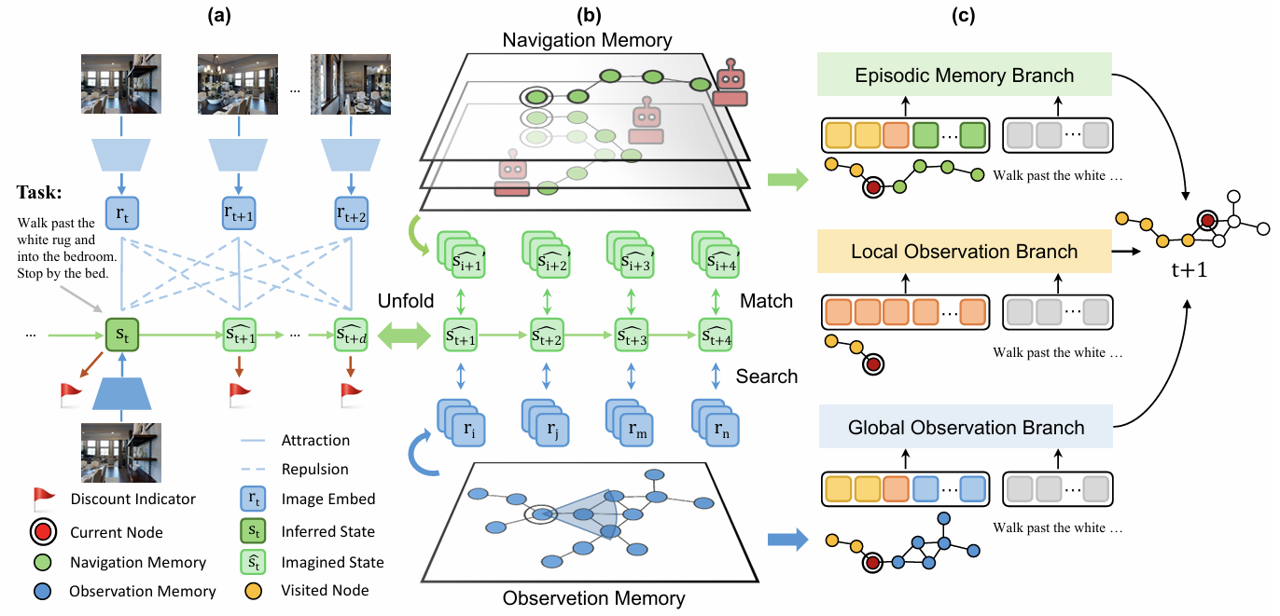 (a)
...
Task:
Walk past the
white rug and
into the bedroom.
Stop by the bed.
r_t
r_{t+1}
r_{t+2}
...
s_t
\widehat{s_{t+1}}
...
\widehat{s_{t+d}}
Attraction
Repulsion
Discount Indicator
r_t
Image Embed
Current Node
s_t
Inferred State
Navigation Memory
\widehat{s_t}
Imagined State
Observation Memory
Visited Node
(b)
Navigation Memory
\widehat{s_{i+1}}'
\widehat{s_{i+2}}'
\widehat{s_{i+3}}'
\widehat{s_{i+4}}'
Unfold
Match
\widehat{s_{t+1}}
\widehat{s_{t+2}}
\widehat{s_{t+3}}
\widehat{s_{t+4}}
Search
r_i
r_j
r_m
r_n
Observetion Memory
(c)
Episodic Memory Branch
...
...
Walk past the white ...
Local Observation Branch
...
...
Walk past the white ...
Global Observation Branch
...
...
Walk past the white ...
t+1